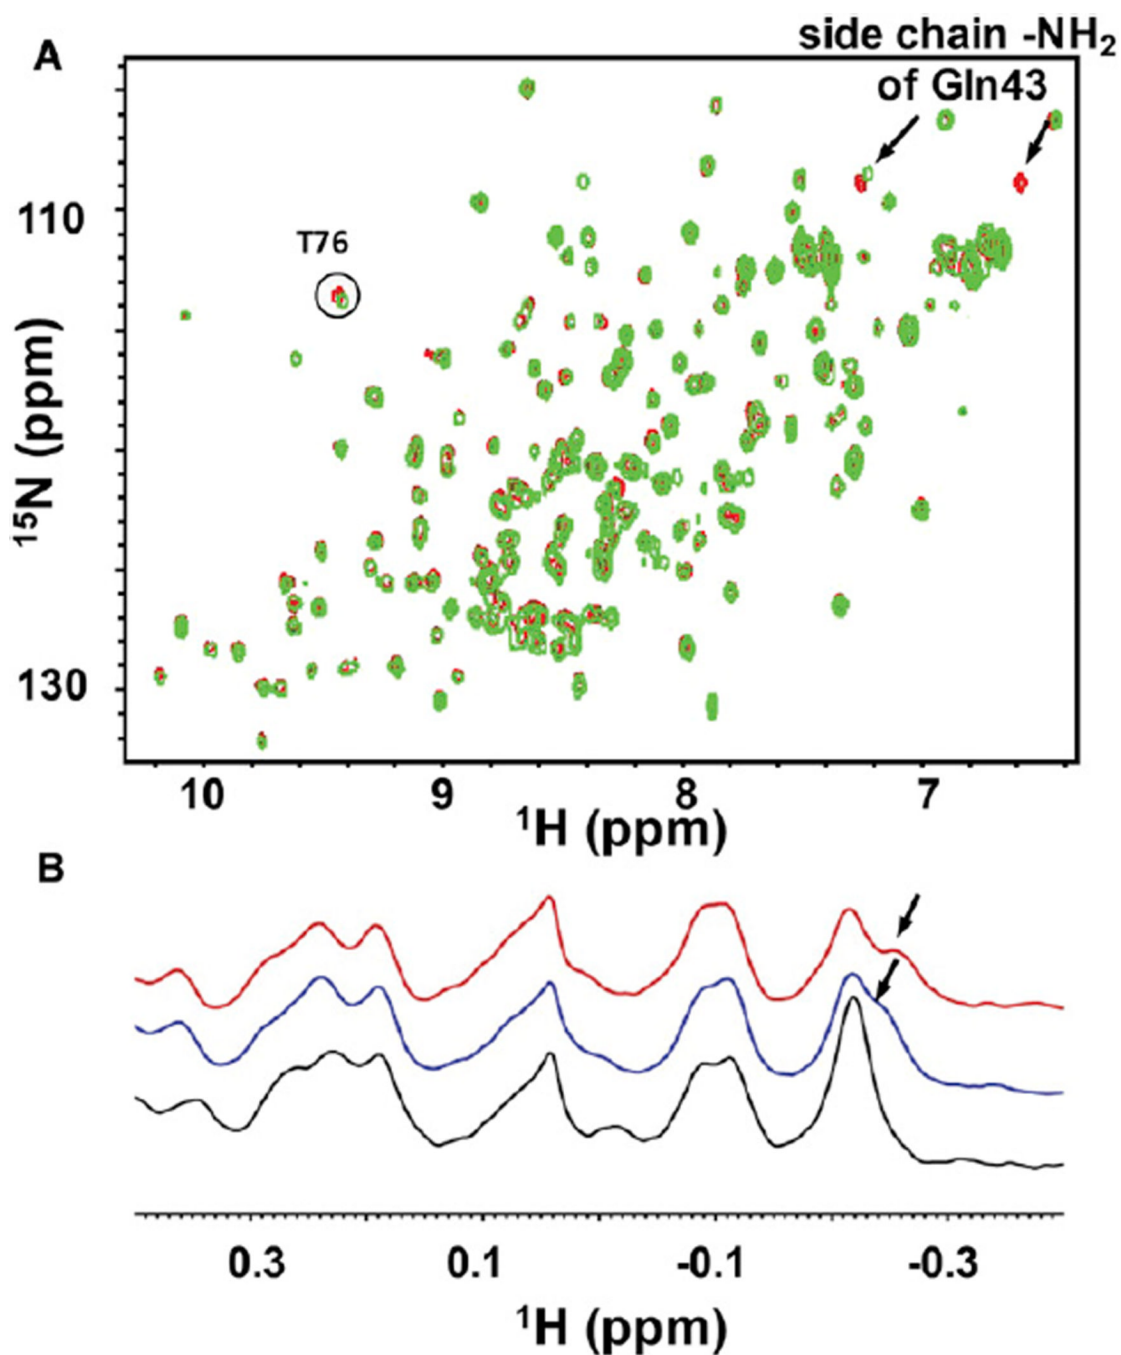 A
side chain -NH2
of Gln43
T76
110
130
15N (ppm)
10 9 8 7
1H (ppm)
B
0.3 0.1 -0.1 -0.3
1H (ppm)